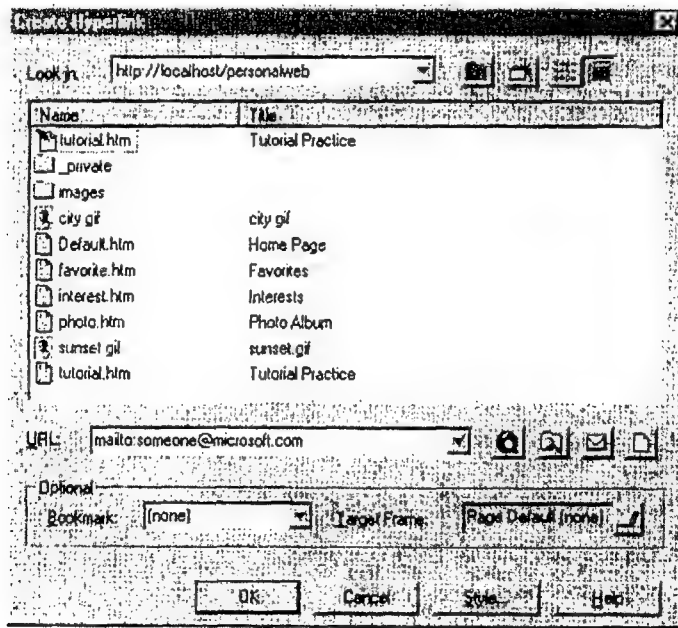 Create Hyperlink
Look in: http://localhost/personalweb
Name Title
tutorial.htm Tutorial Practice
_private
images
city.gif city.gif
Default.htm Home Page
favorite.htm Favorites
interest.htm Interests
photo.htm Photo Album
sunset.gif sunset.gif
tutorial.htm Tutorial Practice
URL: mailto:someone@microsoft.com
Optional
Bookmark: (none) Target Frame: Page Default (none)
OK Cancel Style... Help